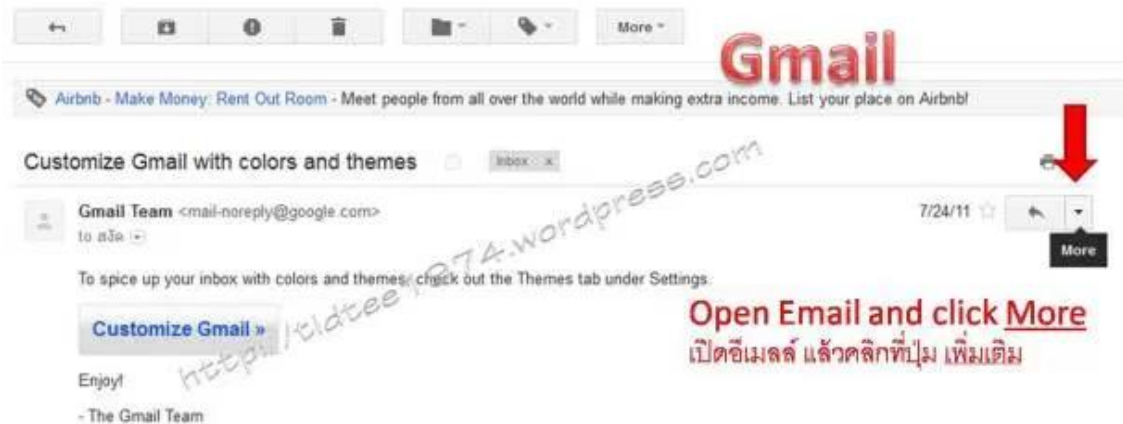 More
Gmail
Airbnb - Make Money: Rent Out Room - Meet people from all over the world while making extra income. List your place on Airbnb!
Customize Gmail with colors and themes Inbox x
Gmail Team <mail-noreply@google.com> 7/24/11
to สงัด
More
To spice up your inbox with colors and themes, check out the Themes tab under Settings.
Customize Gmail »
Open Email and click More
เปิดอีเมลล์ แล้วคลิกที่ปุ่ม เพิ่มเติม
Enjoy!
- The Gmail Team
http://tldtee1974.wordpress.com